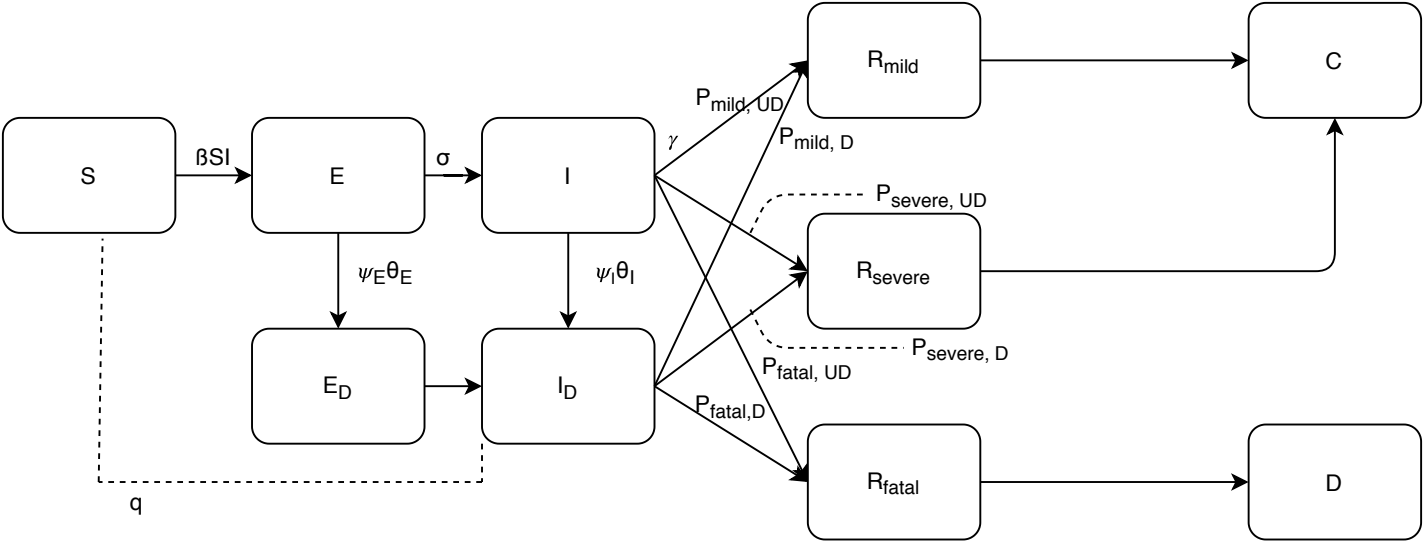 R_mild
C
P_mild, UD
γ
P_mild, D
S
ßSI
E
σ
I
P_severe, UD
ψ_Eθ_E
ψ_Iθ_I
R_severe
P_severe, D
P_fatal, UD
E_D
I_D
P_fatal,D
R_fatal
D
q